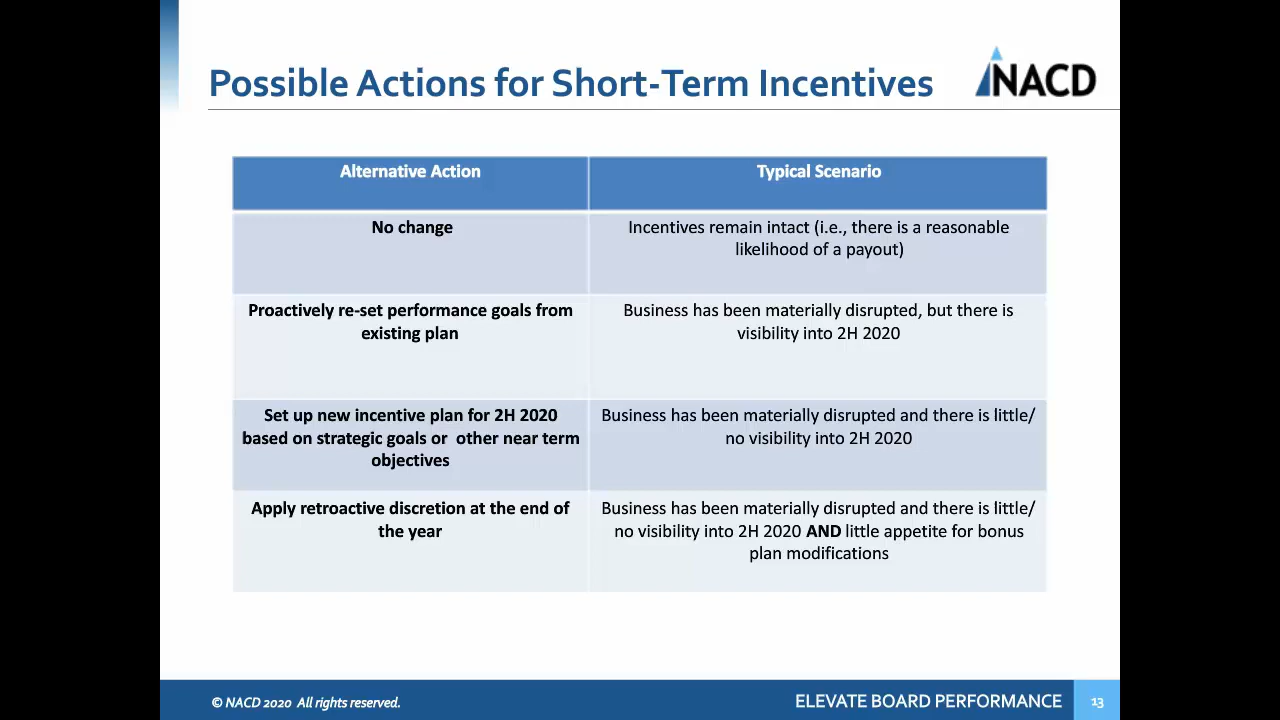 Possible Actions for Short-Term Incentives
NACD
Alternative Action
Typical Scenario
No change
Incentives remain intact (i.e., there is a reasonable
likelihood of a payout)
Proactively re-set performance goals from
existing plan
Business has been materially disrupted, but there is
visibility into 2H 2020
Set up new incentive plan for 2H 2020
based on strategic goals or  other near term
objectives
Business has been materially disrupted and there is little/
no visibility into 2H 2020
Apply retroactive discretion at the end of
the year
Business has been materially disrupted and there is little/
no visibility into 2H 2020 AND little appetite for bonus
plan modifications
© NACD 2020  All rights reserved.
ELEVATE BOARD PERFORMANCE
13